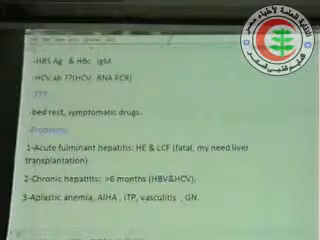 -HBS Ag & HBc IgM
-HCV ab ??(HCV RNA PCR)
-???
-bed rest, symptomatic drugs.
-Problems:
1-Acute fulminant hepatitis: HE & LCF (fatal, my need liver
transplantation)
2-Chronic hepatitis: >6 months (HBV&HCV);
3-Aplastic anemia, AIHA , ITP, vasculitis , GN.